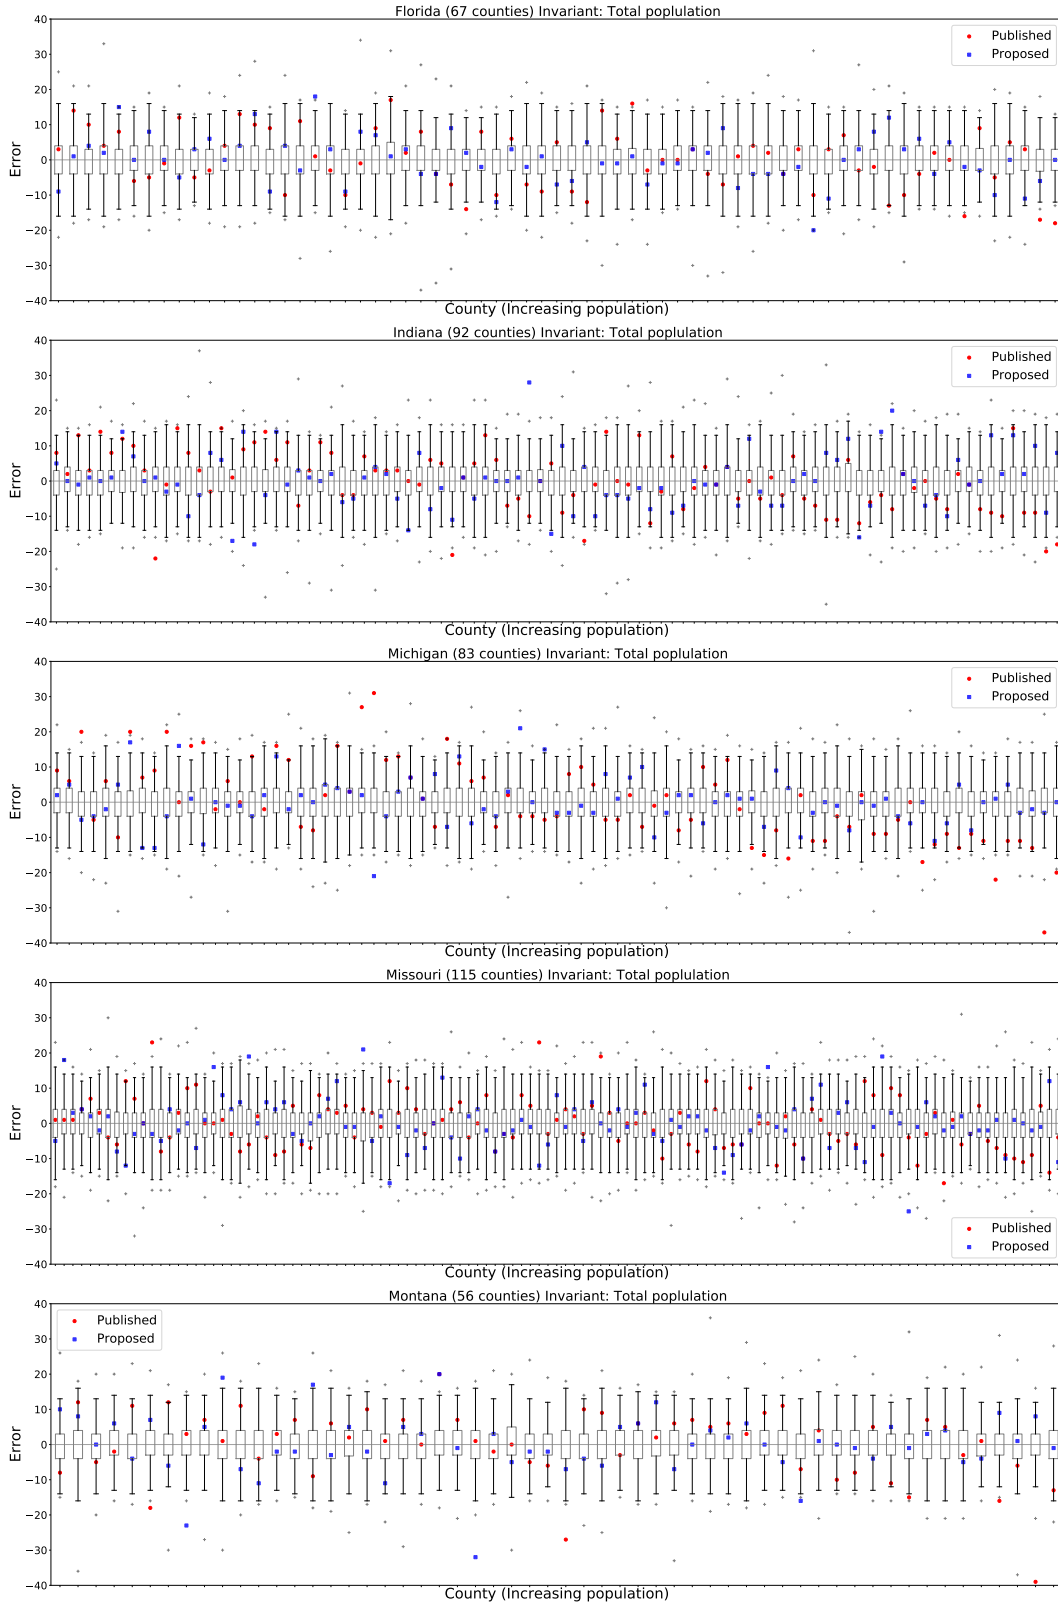 Florida (67 counties) Invariant: Total poplulation
40
30
20
10
0
−10
−20
−30
−40
Error
Published
Proposed
County (Increasing population)
Indiana (92 counties) Invariant: Total poplulation
40
30
20
10
0
−10
−20
−30
−40
Error
Published
Proposed
County (Increasing population)
Michigan (83 counties) Invariant: Total poplulation
40
30
20
10
0
−10
−20
−30
−40
Error
Published
Proposed
County (Increasing population)
Missouri (115 counties) Invariant: Total poplulation
40
30
20
10
0
−10
−20
−30
−40
Error
Published
Proposed
County (Increasing population)
Montana (56 counties) Invariant: Total poplulation
40
30
20
10
0
−10
−20
−30
−40
Error
Published
Proposed
County (Increasing population)